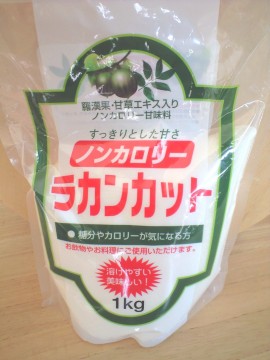 羅漢果・甘草エキス入り
ノンカロリー甘味料
すっきりとした甘さ
ノンカロリー
ラカンカット
●糖分やカロリーが気になる方
お飲物やお料理にご使用いただけます。
溶けやすい
美味しい!
1kg